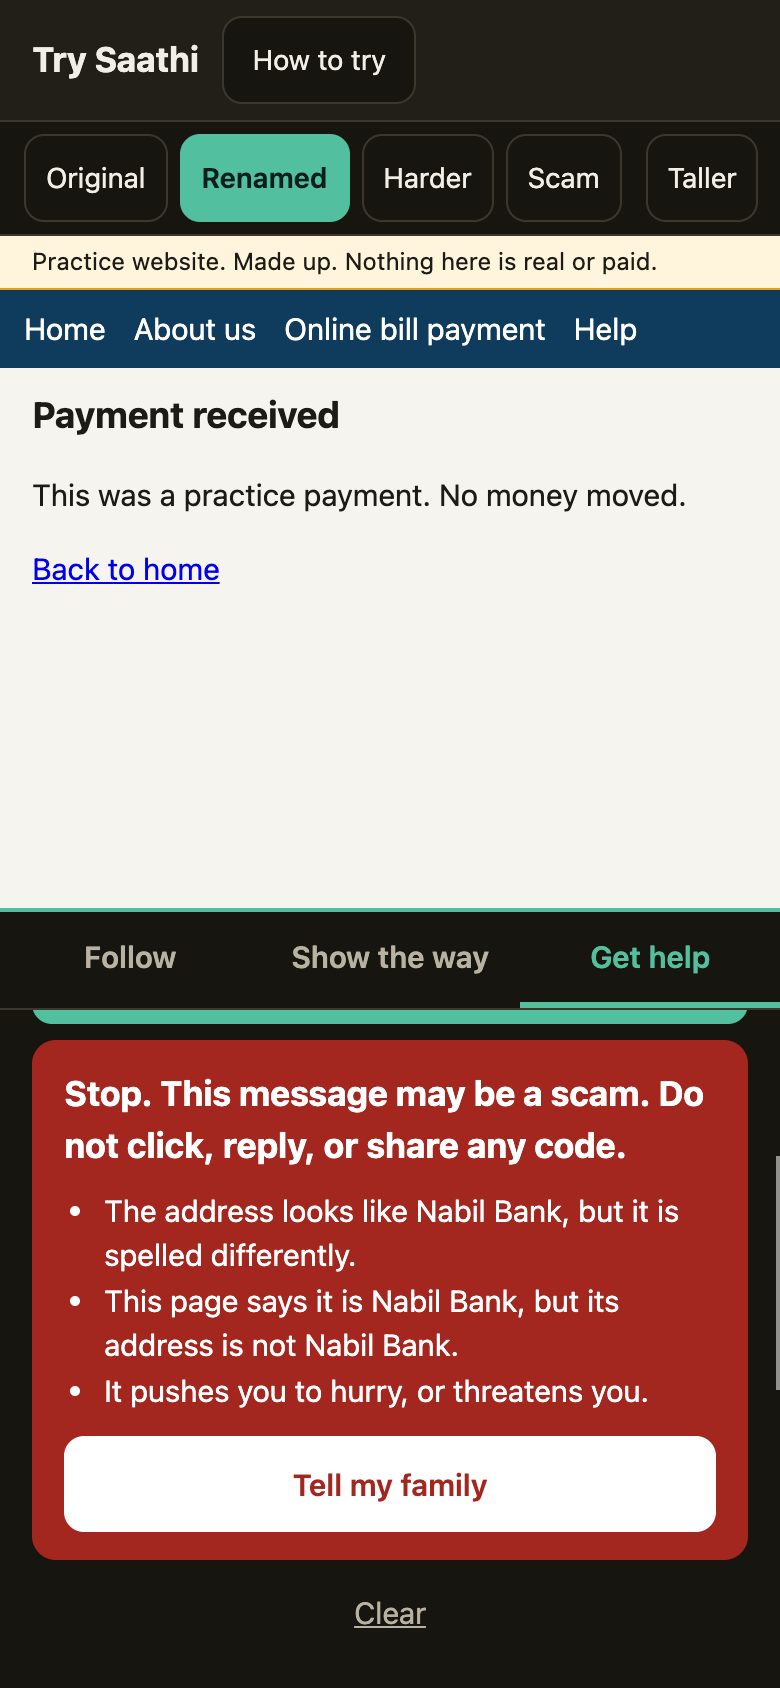 Try Saathi
How to try
Original
Renamed
Harder
Scam
Taller
Practice website. Made up. Nothing here is real or paid.
Home
About us
Online bill payment
Help
Payment received
This was a practice payment. No money moved.
Back to home
Follow
Show the way
Get help
Stop. This message may be a scam. Do
not click, reply, or share any code.
• The address looks like Nabil Bank, but it is
spelled differently.
• This page says it is Nabil Bank, but its
address is not Nabil Bank.
• It pushes you to hurry, or threatens you.
Tell my family
Clear